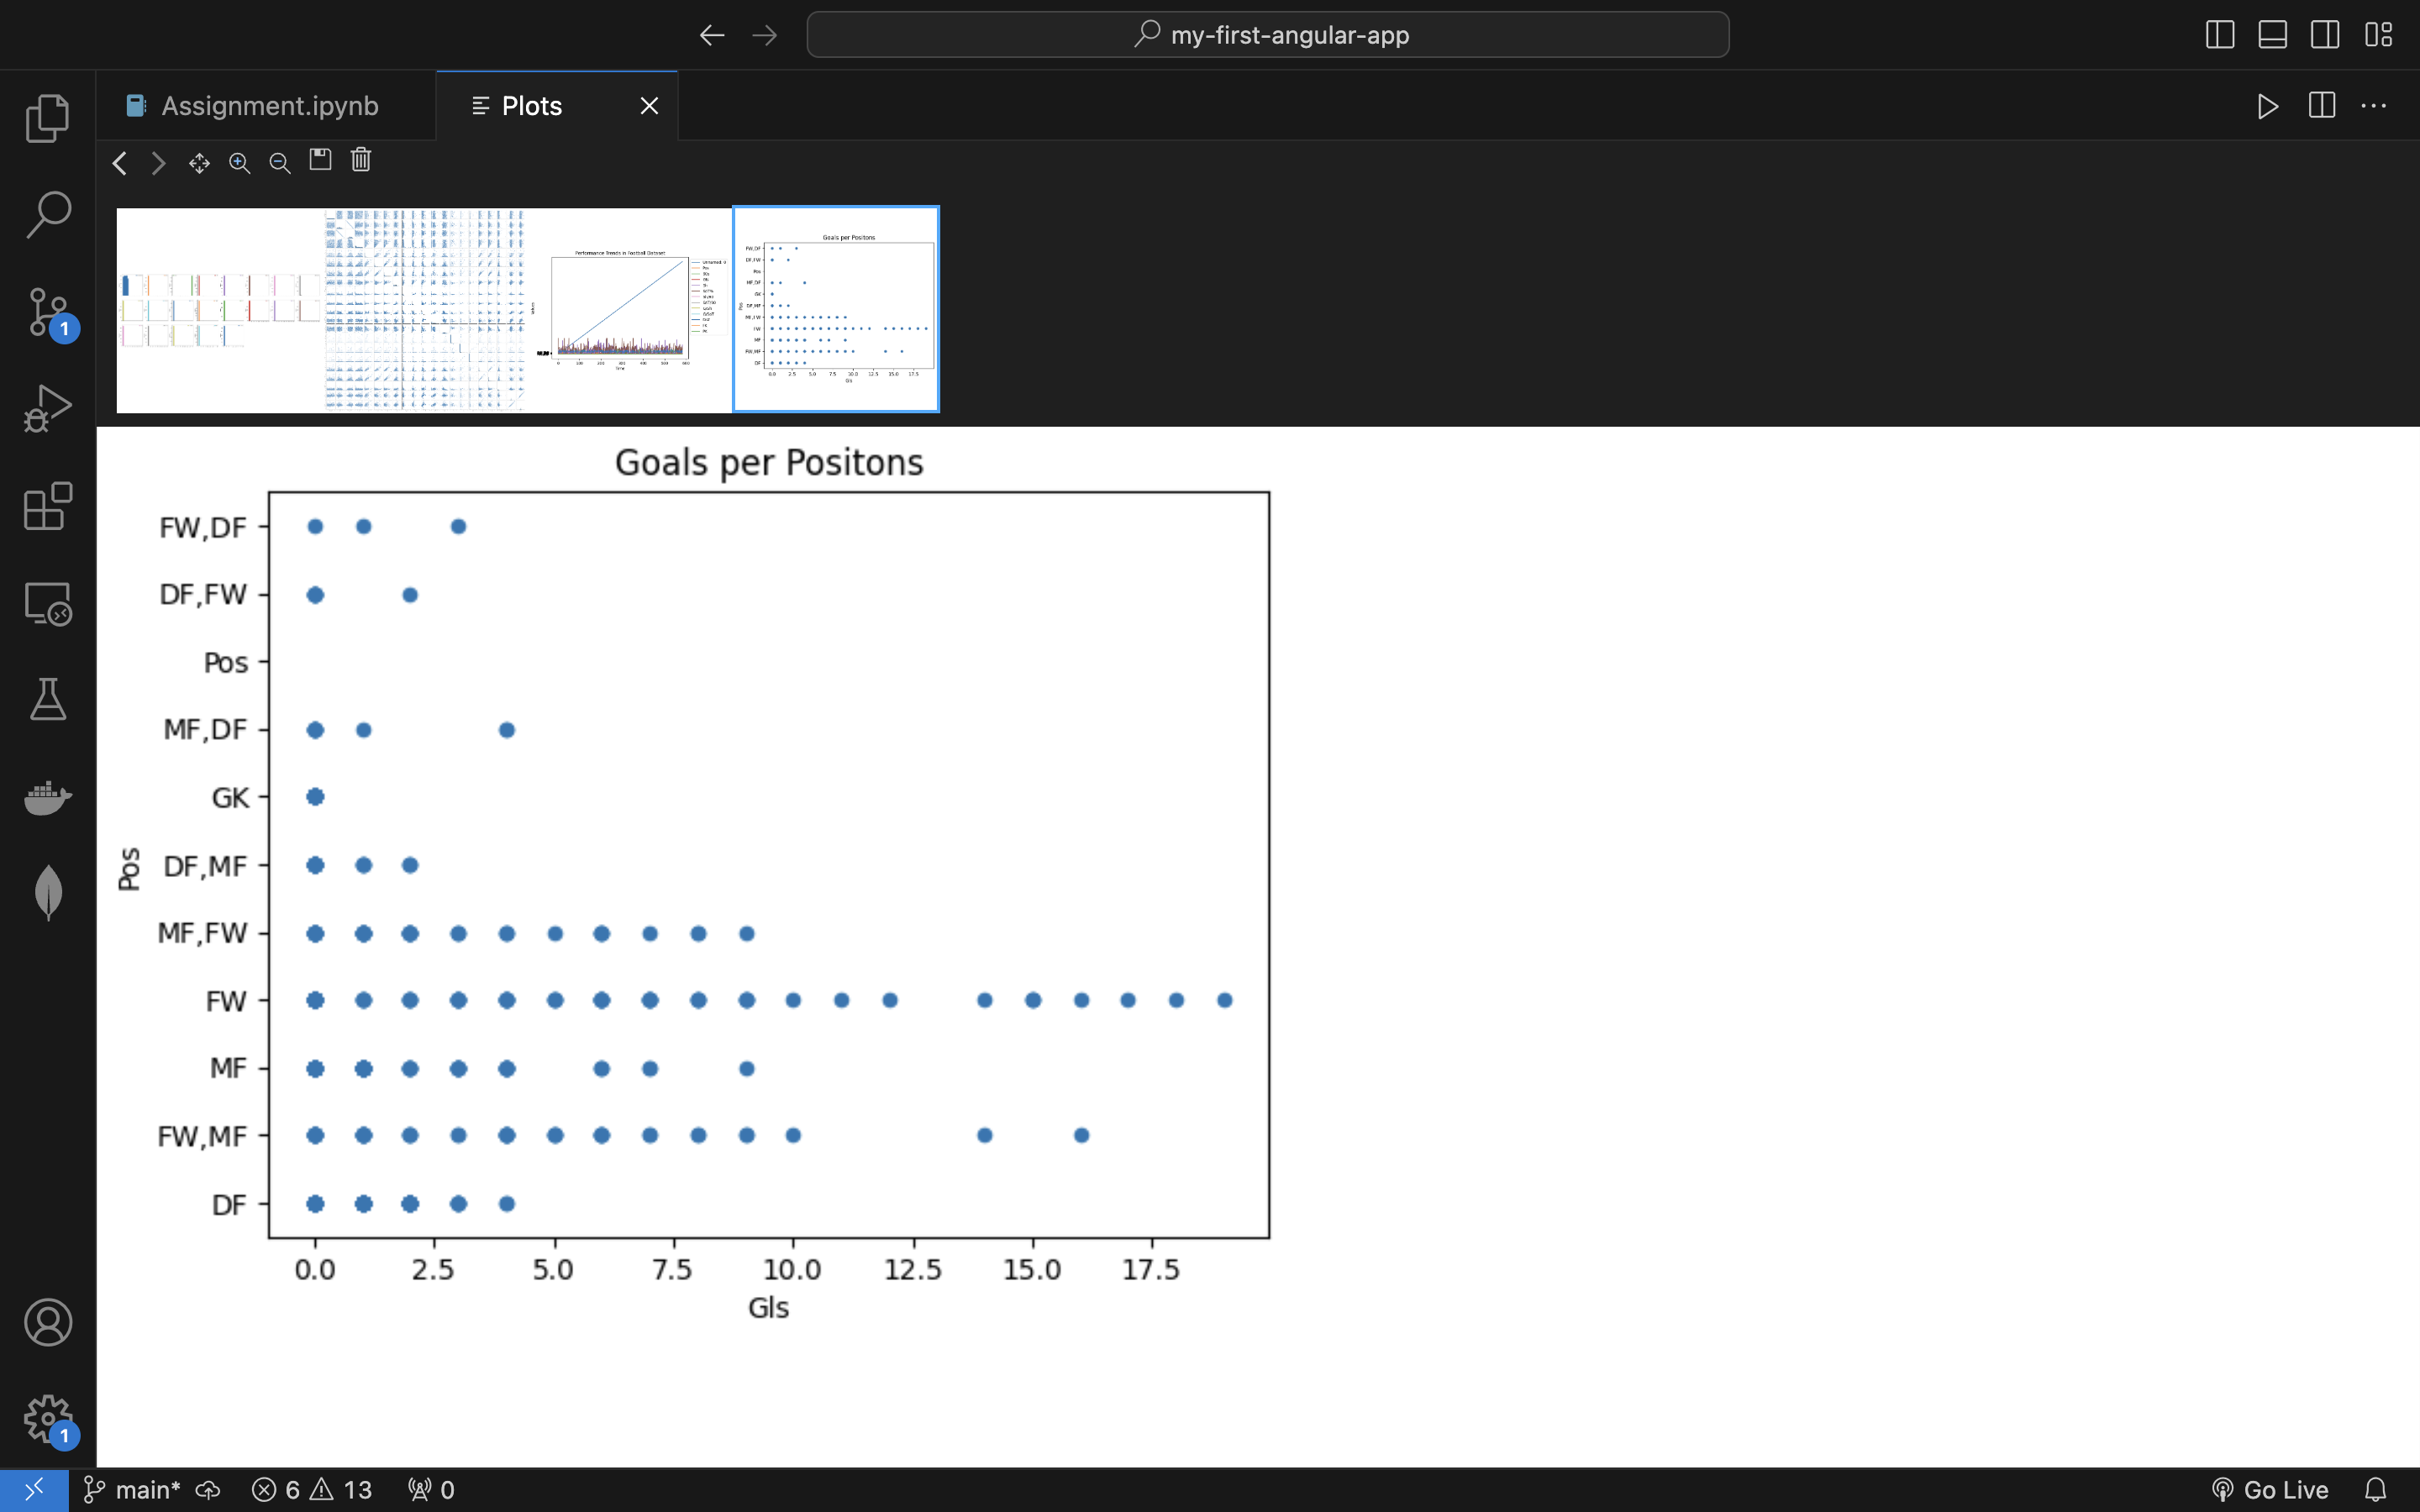 my-first-angular-app
Assignment.ipynb
Plots
Performance Trends in Football Dataset
Goals per Positons
Goals per Positons
FW,DF
DF,FW
Pos
MF,DF
GK
DF,MF
MF,FW
FW
MF
FW,MF
DF
Pos
0.0 2.5 5.0 7.5 10.0 12.5 15.0 17.5
Gls
1
1
main* 6 13 0
Go Live